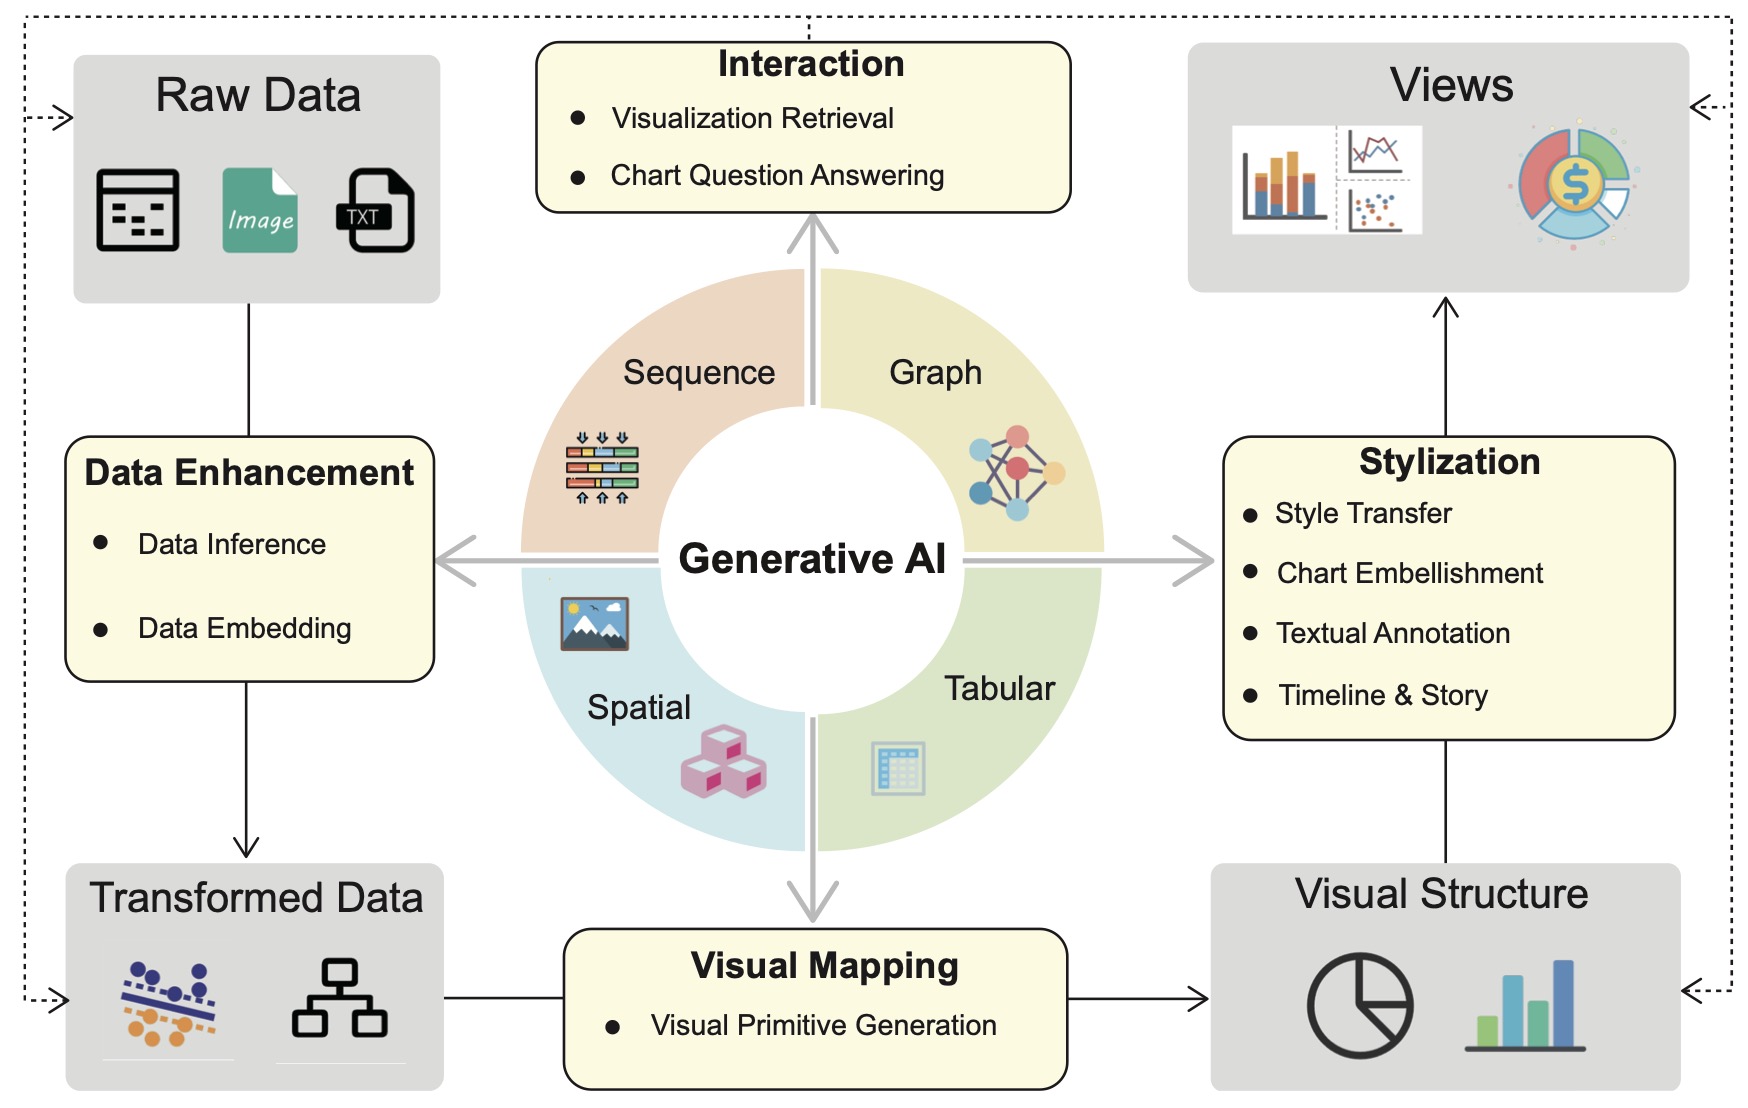 Raw Data
Image
TXT
Interaction
Visualization Retrieval
Chart Question Answering
Views
$
Sequence
Graph
Data Enhancement
Data Inference
Data Embedding
Generative AI
Stylization
Style Transfer
Chart Embellishment
Textual Annotation
Timeline & Story
Spatial
Tabular
Transformed Data
Visual Mapping
Visual Primitive Generation
Visual Structure